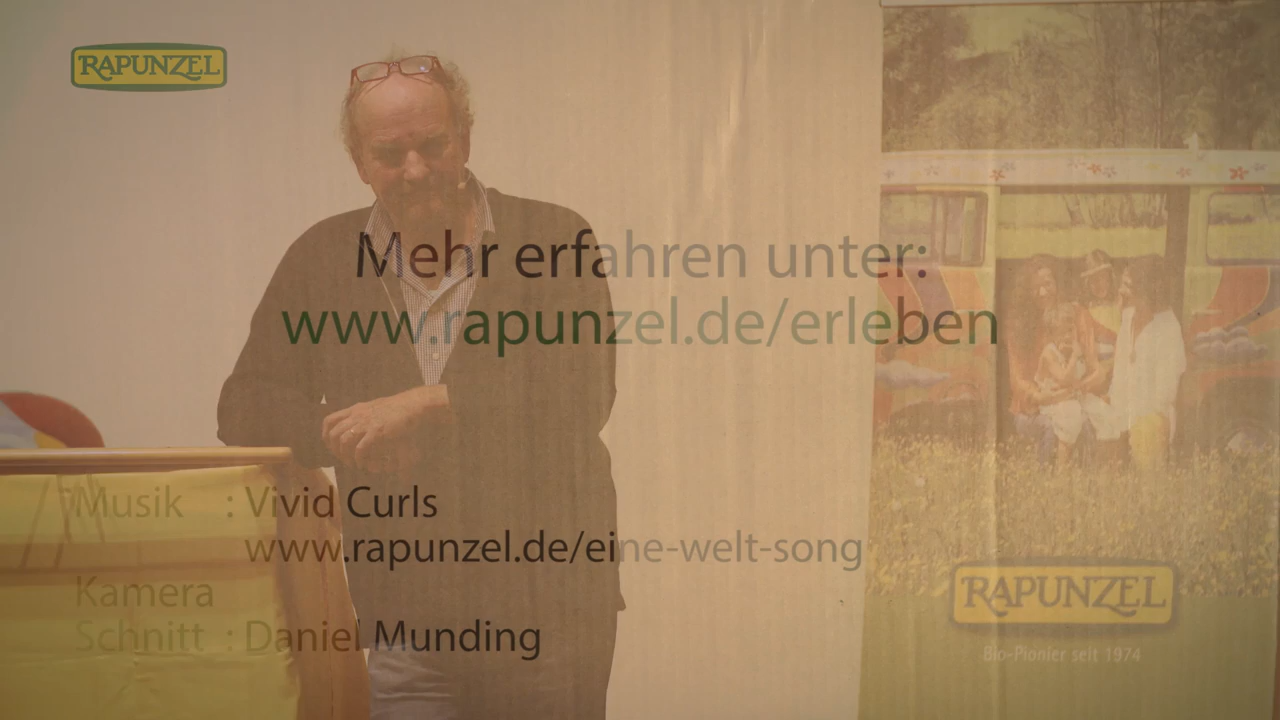 RAPUNZEL
Mehr erfahren unter:
www.rapunzel.de/erleben
Musik : Vivid Curls
www.rapunzel.de/eine-welt-song
Kamera
Schnitt : Daniel Munding
RAPUNZEL
Bio-Pionier seit 1974